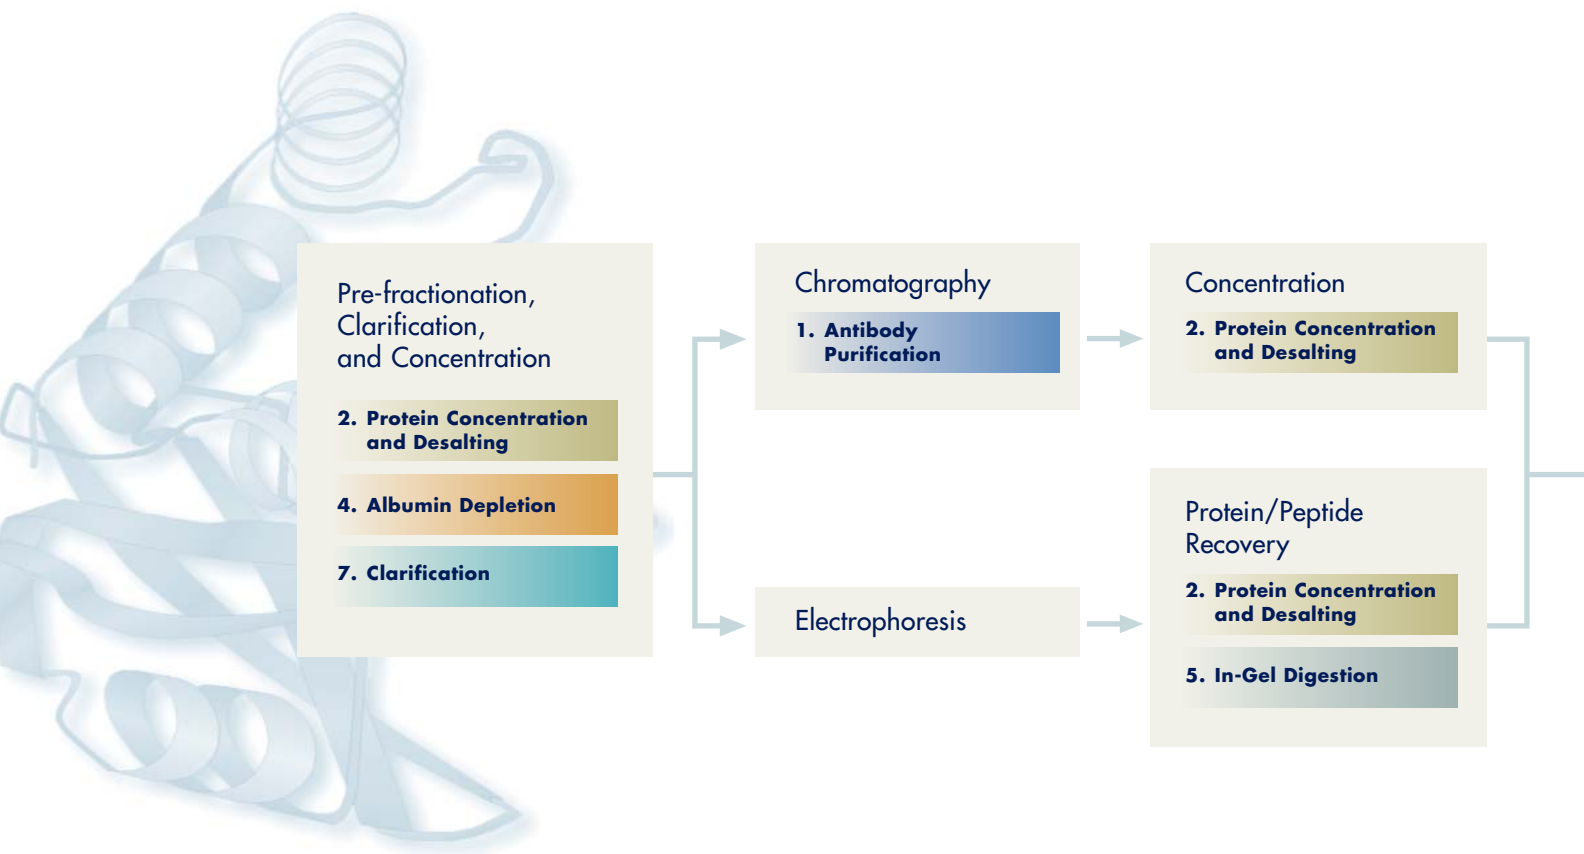 Pre-fractionation,
Clarification,
and Concentration
2. Protein Concentration
and Desalting
4. Albumin Depletion
7. Clarification
Chromatography
1. Antibody
Purification
Electrophoresis
Concentration
2. Protein Concentration
and Desalting
Protein/Peptide
Recovery
2. Protein Concentration
and Desalting
5. In-Gel Digestion